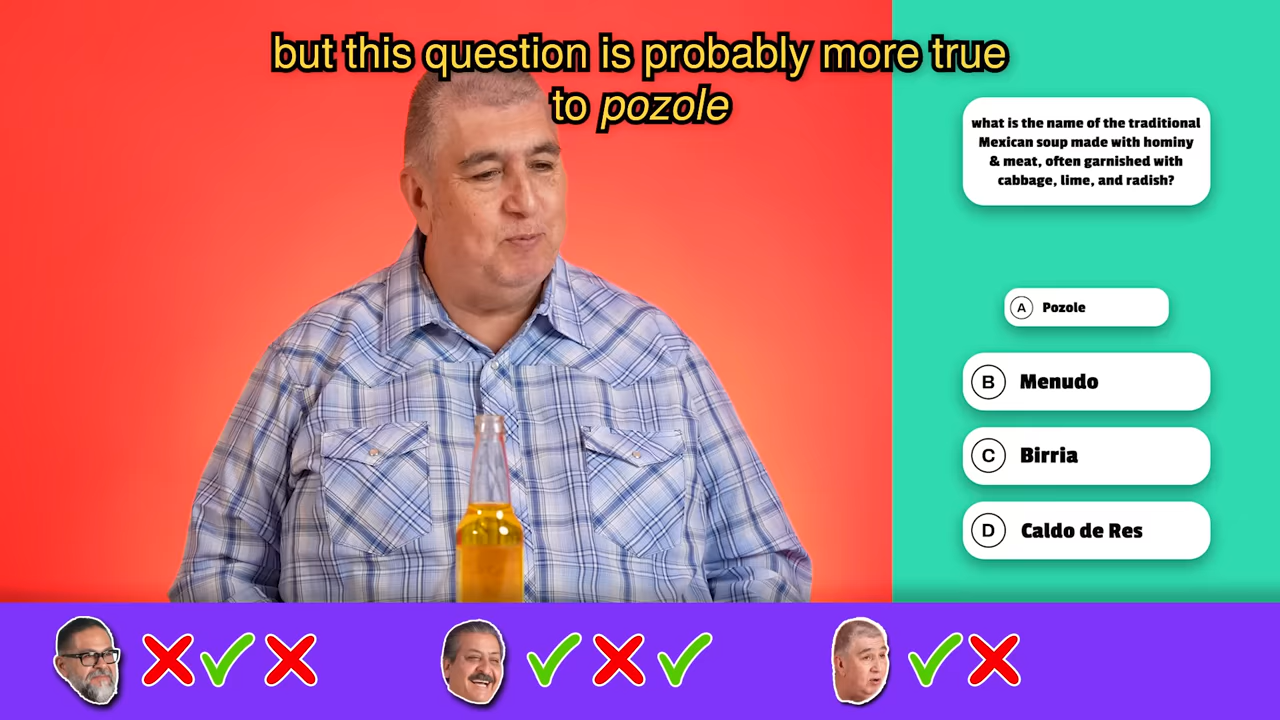 but this question is probably more true
to pozole
what is the name of the traditional
Mexican soup made with hominy
& meat, often garnished with
cabbage, lime, and radish?
A Pozole
B Menudo
C Birria
D Caldo de Res